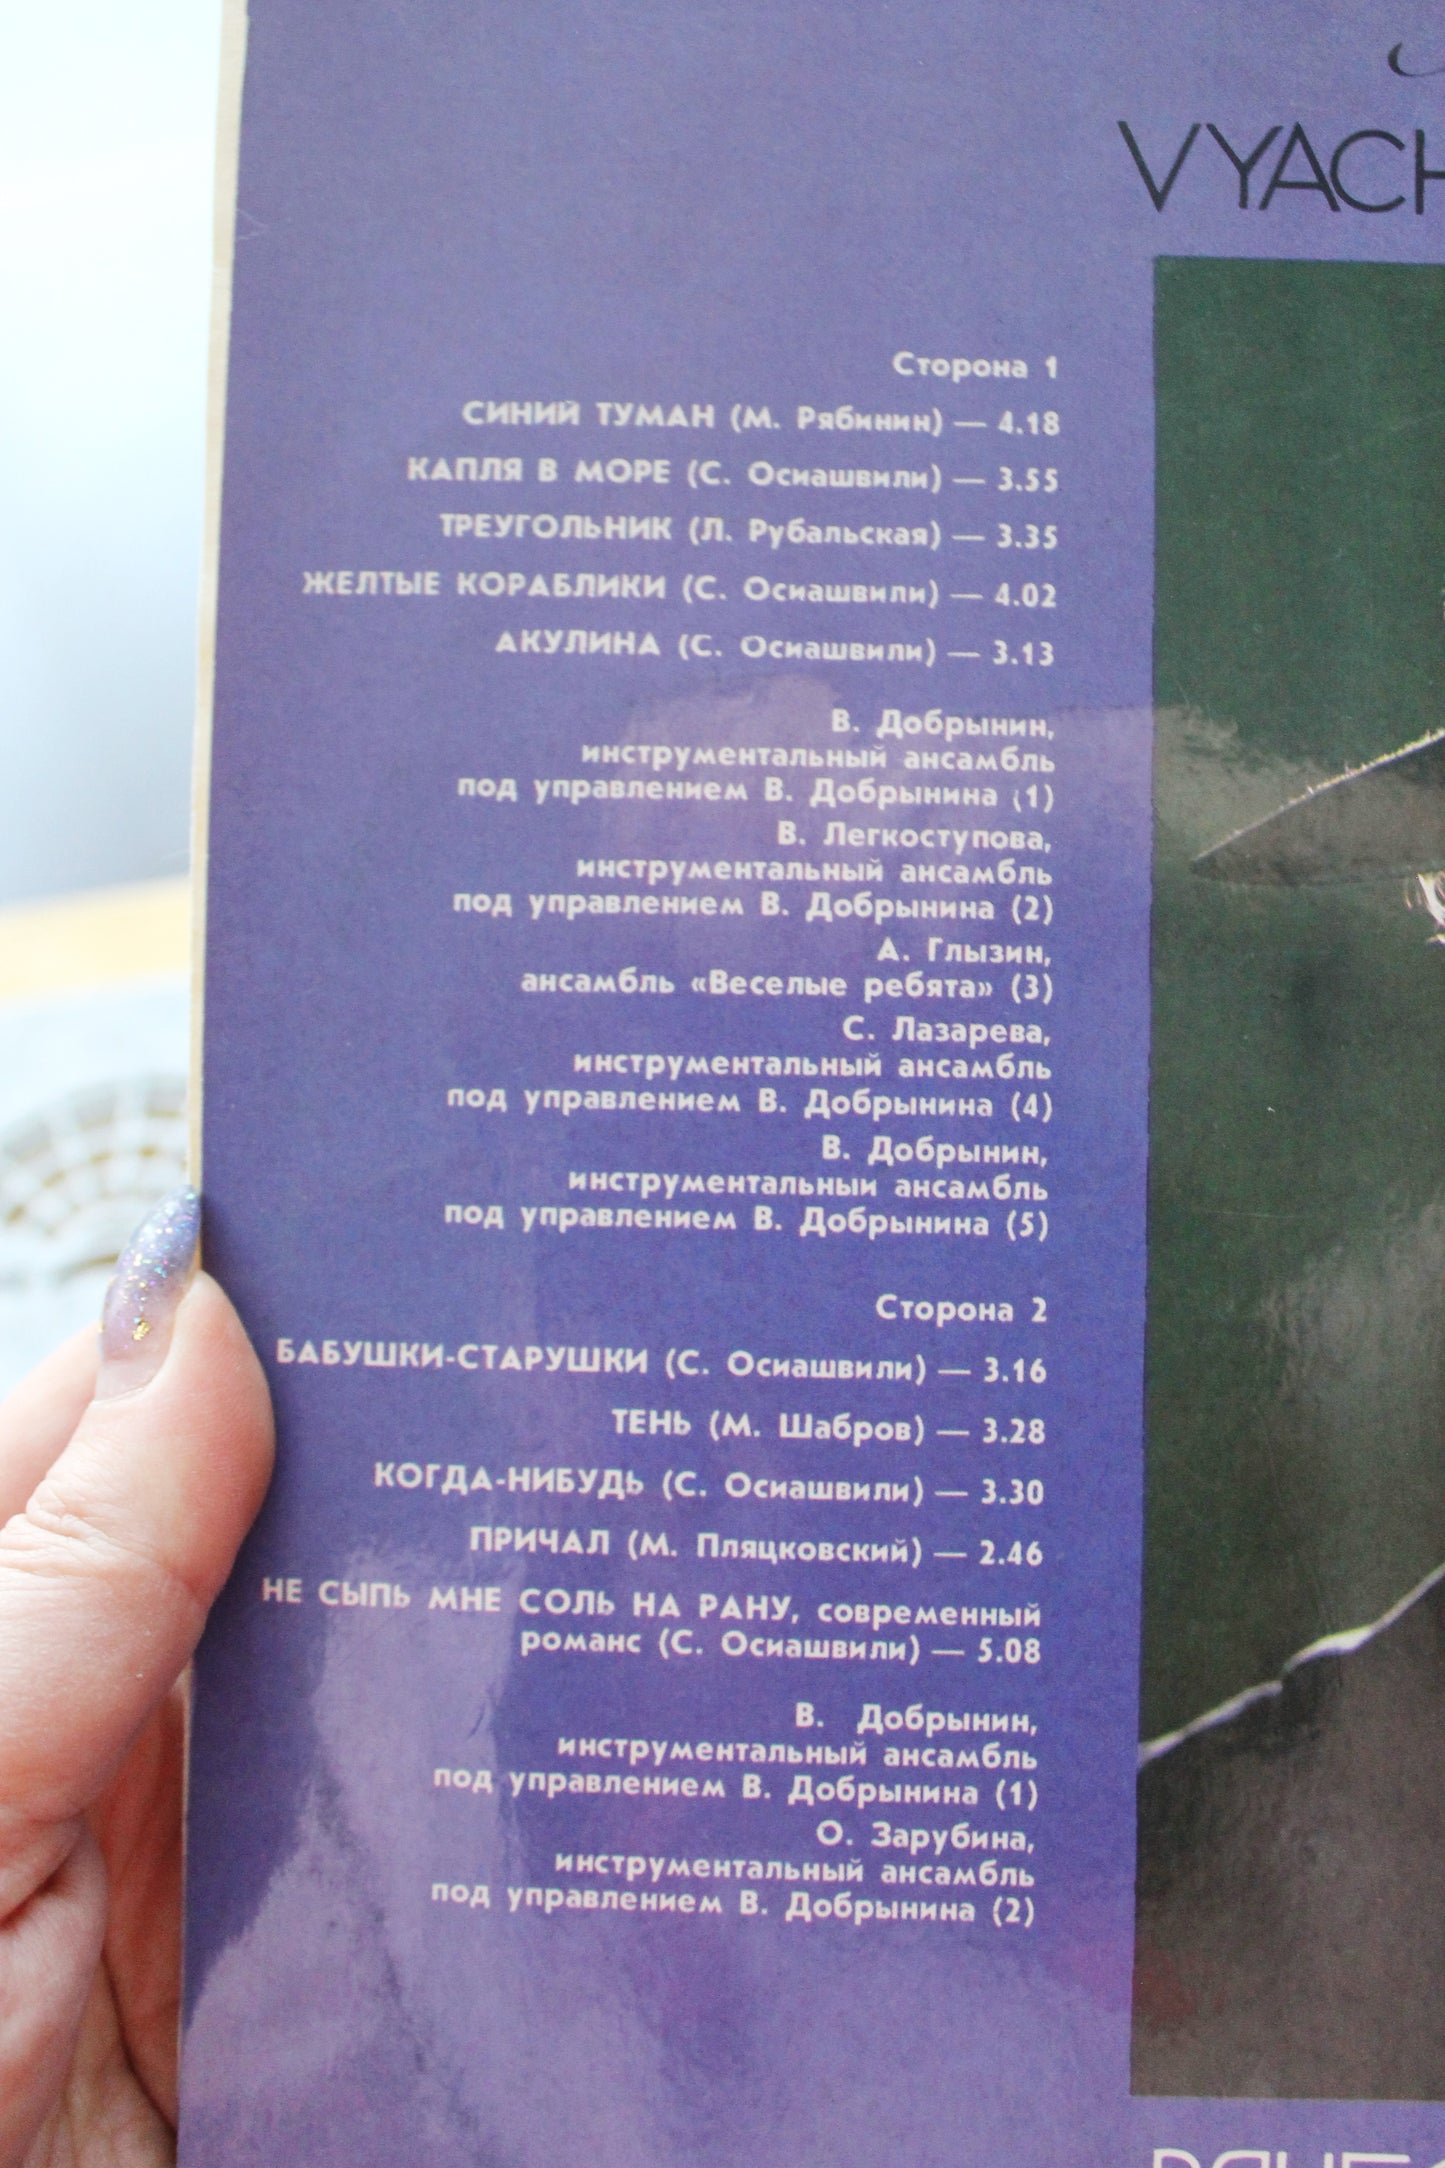 VYACH
Сторона 1
СИНИЙ ТУМАН (М. Рябинин) — 4.18
КАПЛЯ В МОРЕ (С. Осиашвили) — 3.55
ТРЕУГОЛЬНИК (Л. Рубальская) — 3.35
ЖЕЛТЫЕ КОРАБЛИКИ (С. Осиашвили) — 4.02
АКУЛИНА (С. Осиашвили) — 3.13
В. Добрынин,
инструментальный ансамбль
под управлением В. Добрынина (1)
В. Легкоступова,
инструментальный ансамбль
под управлением В. Добрынина (2)
А. Глызин,
ансамбль «Веселые ребята» (3)
С. Лазарева,
инструментальный ансамбль
под управлением В. Добрынина (4)
В. Добрынин,
инструментальный ансамбль
под управлением В. Добрынина (5)
Сторона 2
БАБУШКИ-СТАРУШКИ (С. Осиашвили) — 3.16
ТЕНЬ (М. Шабров) — 3.28
КОГДА-НИБУДЬ (С. Осиашвили) — 3.30
ПРИЧАЛ (М. Пляцковский) — 2.46
НЕ СЫПЬ МНЕ СОЛЬ НА РАНУ, современный
романс (С. Осиашвили) — 5.08
В. Добрынин,
инструментальный ансамбль
под управлением В. Добрынина (1)
О. Зарубина,
инструментальный ансамбль
под управлением В. Добрынина (2)